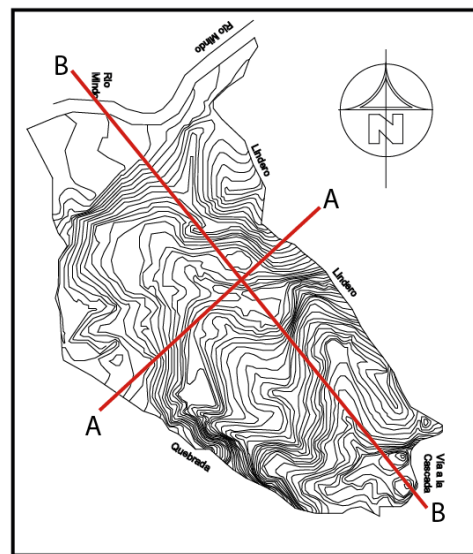 Río Mindo
B
Río
Mindo
N
Lindero
A
Lindero
A
Quebrada
Vía a la
Cascada
B